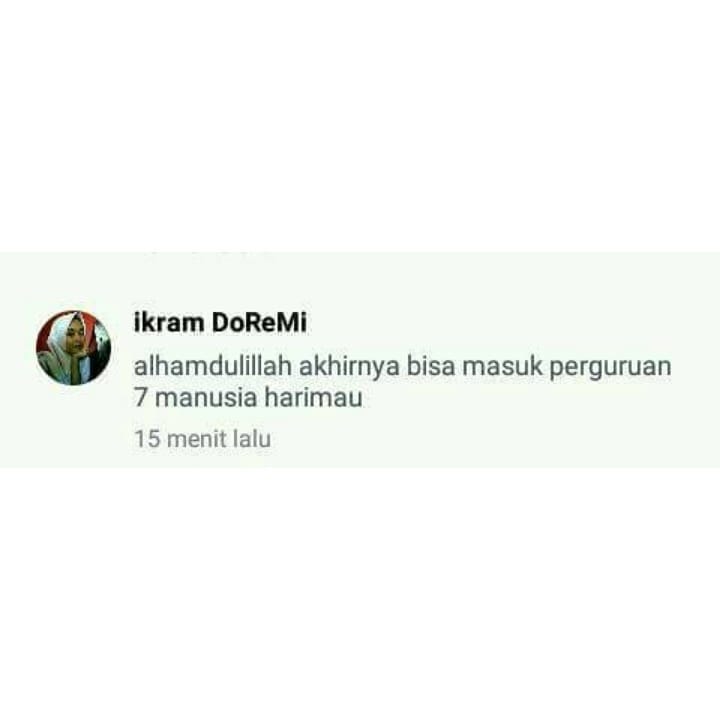 ikram DoReMi
alhamdulillah akhirnya bisa masuk perguruan
7 manusia harimau
15 menit lalu